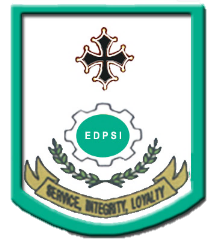 EDPSI
SERVICE, INTEGRITY, LOYALTY